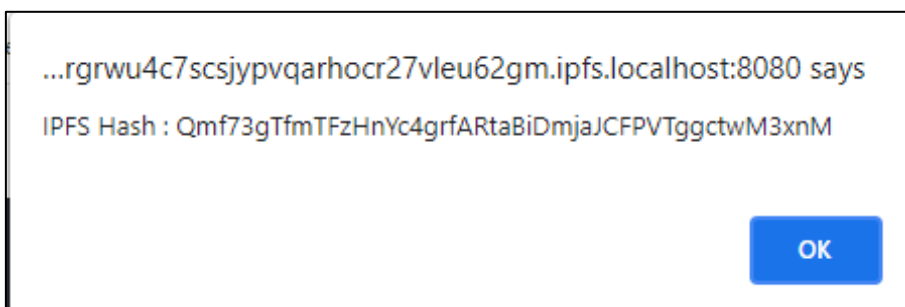 ...rgrwu4c7scsjypvqarhocr27vleu62gm.ipfs.localhost:8080 says
IPFS Hash : Qmf73gTfmTFzHnYc4grfARtaBiDmjaJCFPVTggctwM3xnM
OK